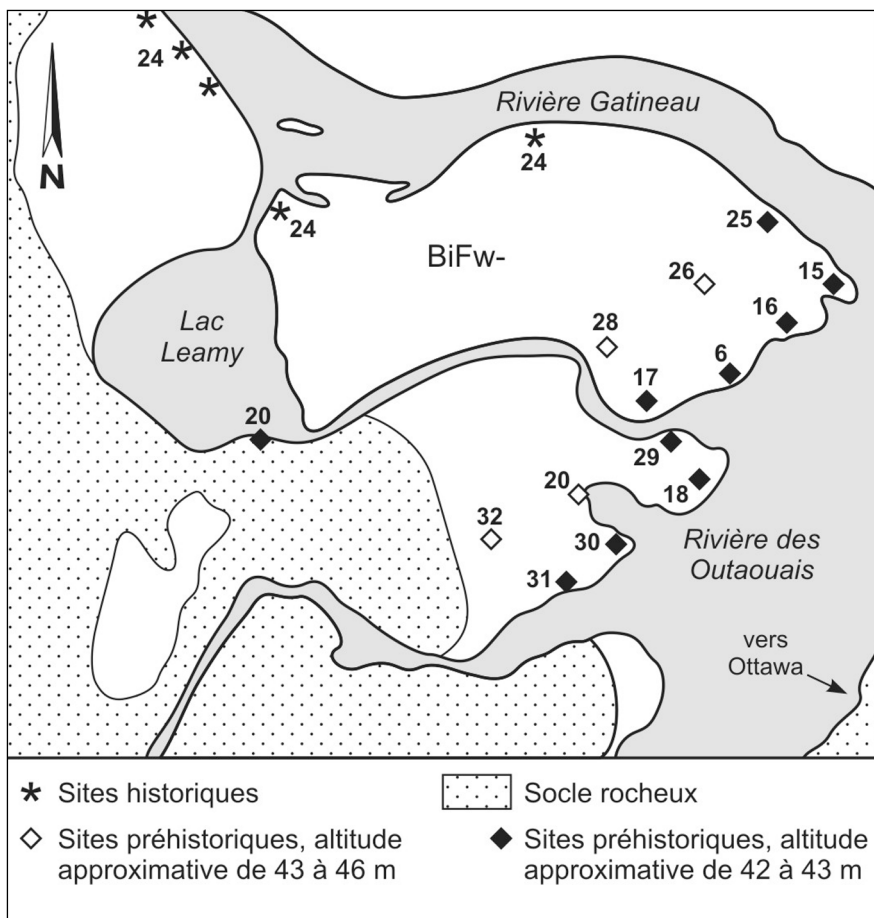 24
Rivière Gatineau
N
24
24
25
BiFw-
26
15
16
28
Lac
Leamy
6
17
20
29
20
18
32
30
Rivière des
Outaouais
31
vers
Ottawa
Sites historiques
Socle rocheux
Sites préhistoriques, altitude
approximative de 43 à 46 m
Sites préhistoriques, altitude
approximative de 42 à 43 m